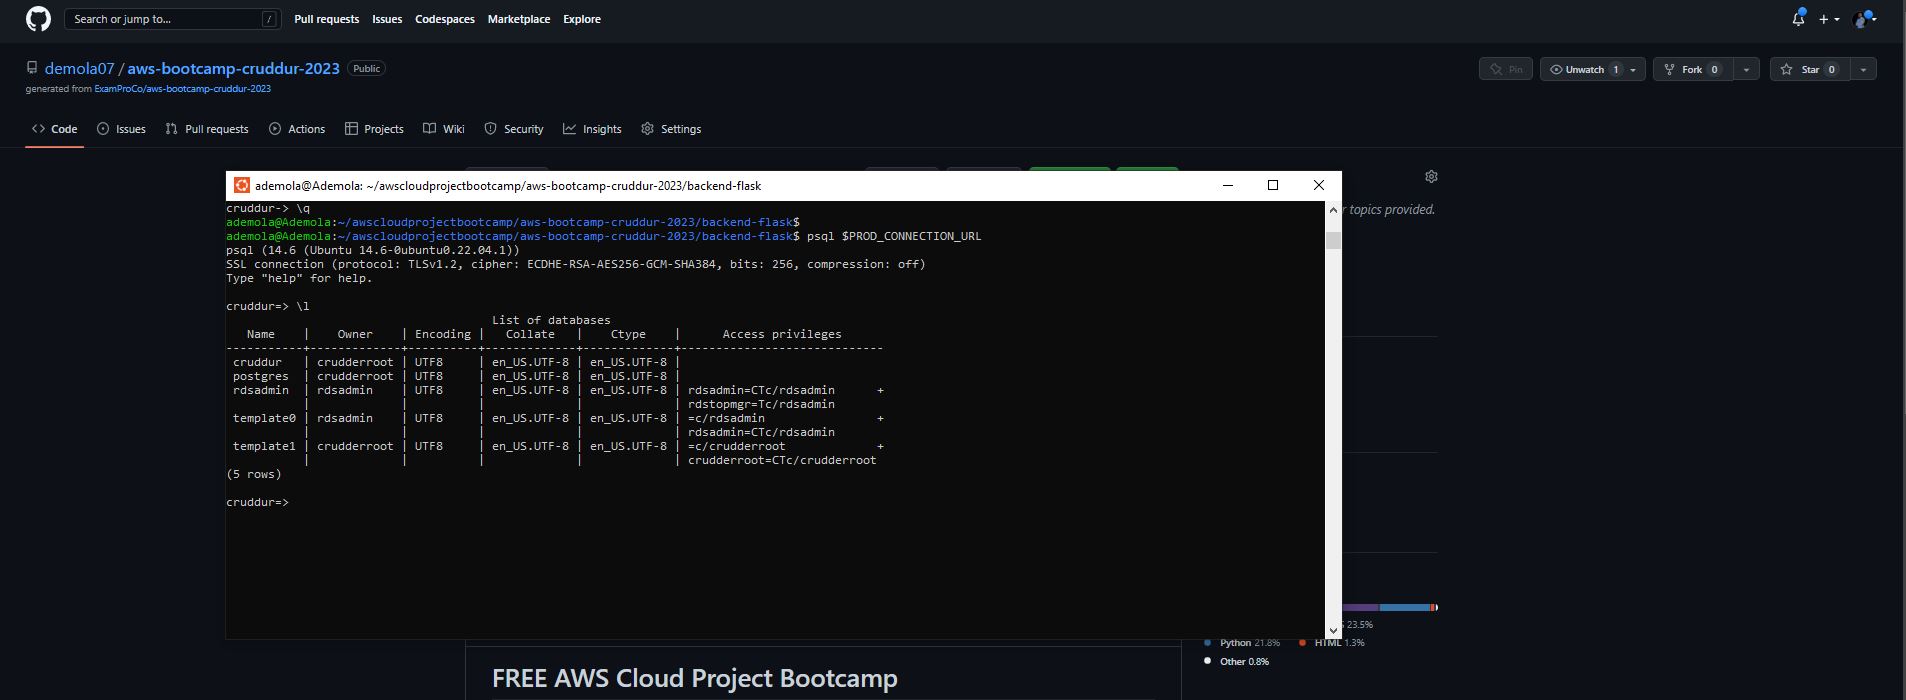 Search or jump to... / Pull requests Issues Codespaces Marketplace Explore
demola07 / aws-bootcamp-cruddur-2023 Public
Pin Unwatch 1 Fork 0 Star 0
generated from ExamProCo/aws-bootcamp-cruddur-2023
Code Issues Pull requests Actions Projects Wiki Security Insights Settings
ademola@Ademola: ~/awscloudprojectbootcamp/aws-bootcamp-cruddur-2023/backend-flask
cruddur-> \q
ademola@Ademola:~/awscloudprojectbootcamp/aws-bootcamp-cruddur-2023/backend-flask$
ademola@Ademola:~/awscloudprojectbootcamp/aws-bootcamp-cruddur-2023/backend-flask$ psql $PROD_CONNECTION_URL
psql (14.6 (Ubuntu 14.6-0ubuntu0.22.04.1))
SSL connection (protocol: TLSv1.2, cipher: ECDHE-RSA-AES256-GCM-SHA384, bits: 256, compression: off)
Type "help" for help.
cruddur=> \l
List of databases
Name | Owner | Encoding | Collate | Ctype | Access privileges
-----------+-------------+----------+-------------+-------------+-----------------------------
cruddur | crudderroot | UTF8 | en_US.UTF-8 | en_US.UTF-8 |
postgres | crudderroot | UTF8 | en_US.UTF-8 | en_US.UTF-8 |
rdsadmin | rdsadmin | UTF8 | en_US.UTF-8 | en_US.UTF-8 | rdsadmin=CTc/rdsadmin +
| | | | | rdstopmgr=Tc/rdsadmin
template0 | rdsadmin | UTF8 | en_US.UTF-8 | en_US.UTF-8 | =c/rdsadmin +
| | | | | rdsadmin=CTc/rdsadmin
template1 | crudderroot | UTF8 | en_US.UTF-8 | en_US.UTF-8 | =c/crudderroot +
| | | | | crudderroot=CTc/crudderroot
(5 rows)
cruddur=>
r topics provided.
23.5%
Python 21.8% HTML 1.3%
Other 0.8%
FREE AWS Cloud Project Bootcamp